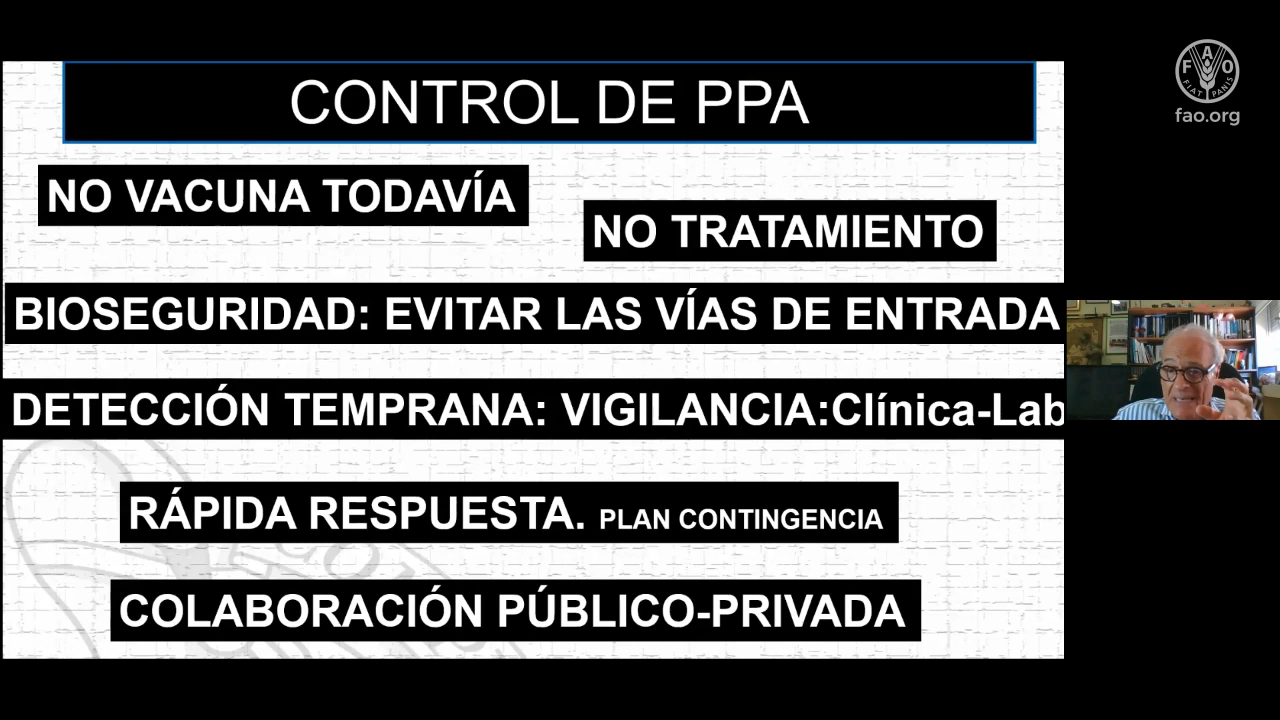 CONTROL DE PPA
NO VACUNA TODAVÍA
NO TRATAMIENTO
BIOSEGURIDAD: EVITAR LAS VÍAS DE ENTRADA
DETECCIÓN TEMPRANA: VIGILANCIA:Clínica-Lab
RÁPIDA RESPUESTA. PLAN CONTINGENCIA
COLABORACIÓN PÚBLICO-PRIVADA
FAO
FIAT PANIS
fao.org